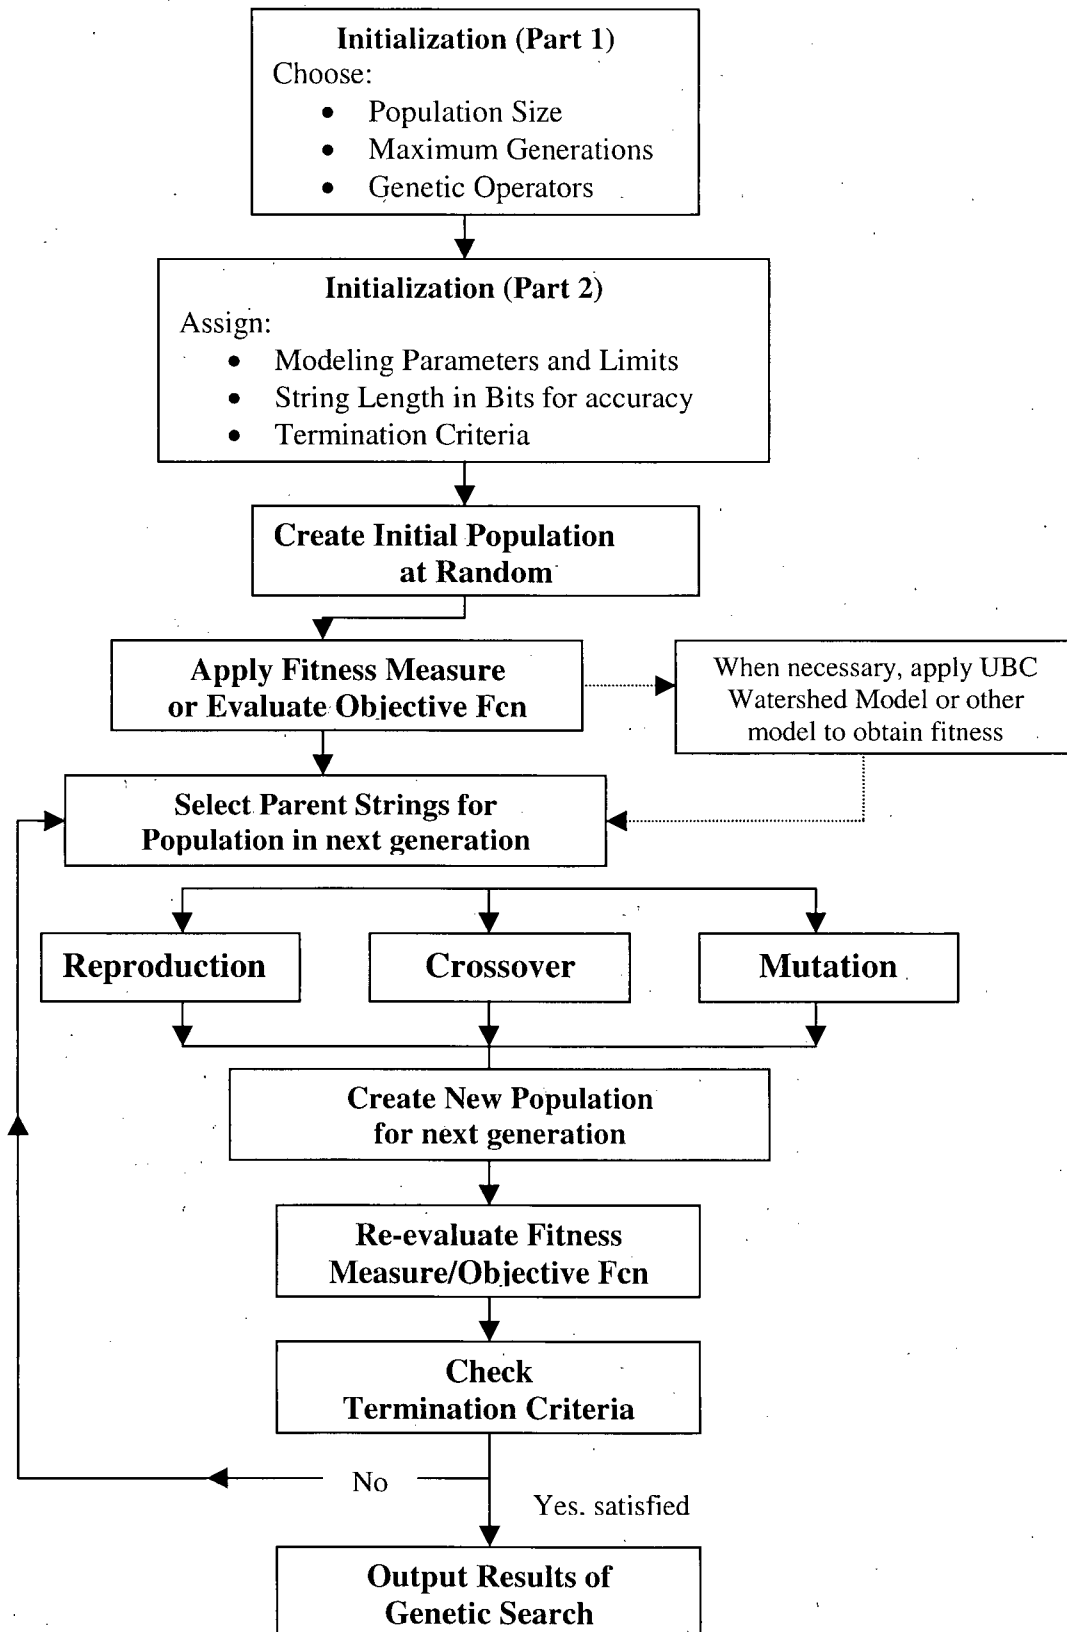 Initialization (Part 1)
Choose:
• Population Size
• Maximum Generations
• Genetic Operators
Initialization (Part 2)
Assign:
• Modeling Parameters and Limits
• String Length in Bits for accuracy
• Termination Criteria
Create Initial Population
at Random
Apply Fitness Measure
or Evaluate Objective Fcn
When necessary, apply UBC
Watershed Model or other
model to obtain fitness
Select Parent Strings for
Population in next generation
Reproduction
Crossover
Mutation
Create New Population
for next generation
Re-evaluate Fitness
Measure/Objective Fcn
Check
Termination Criteria
No
Yes. satisfied
Output Results of
Genetic Search